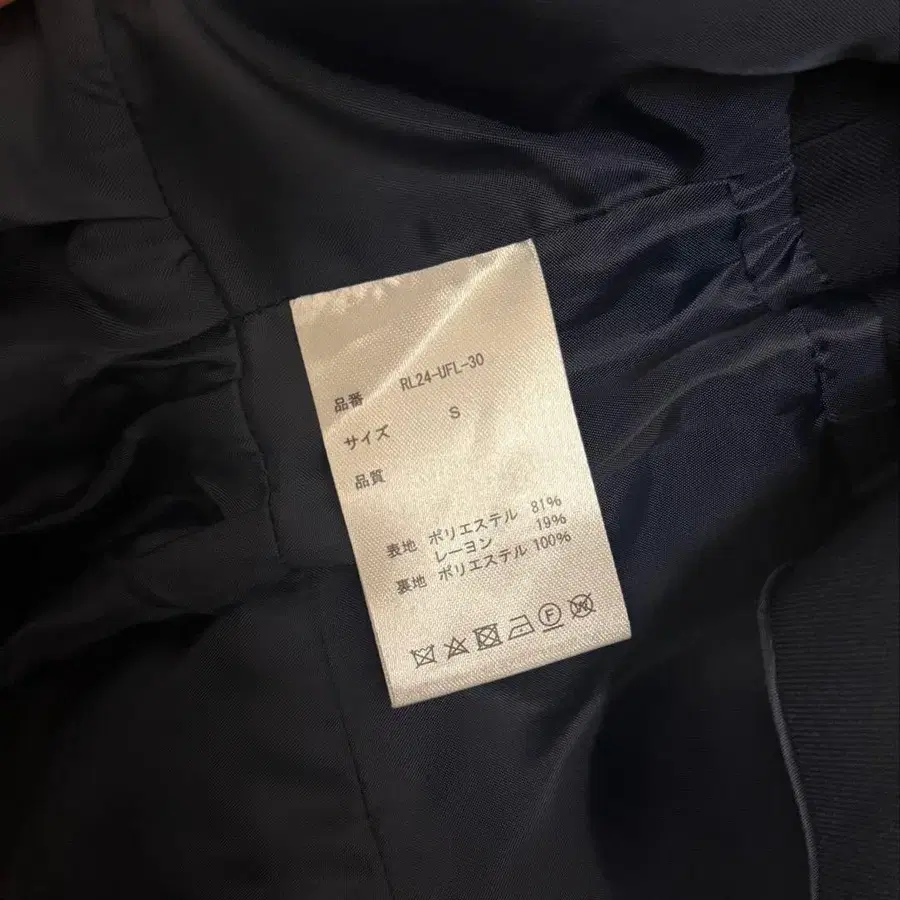 品番 RL24-UFL-30
サイズ S
品質
表地 ポリエステル 81%
レーヨン 19%
裏地 ポリエステル 100%
F W